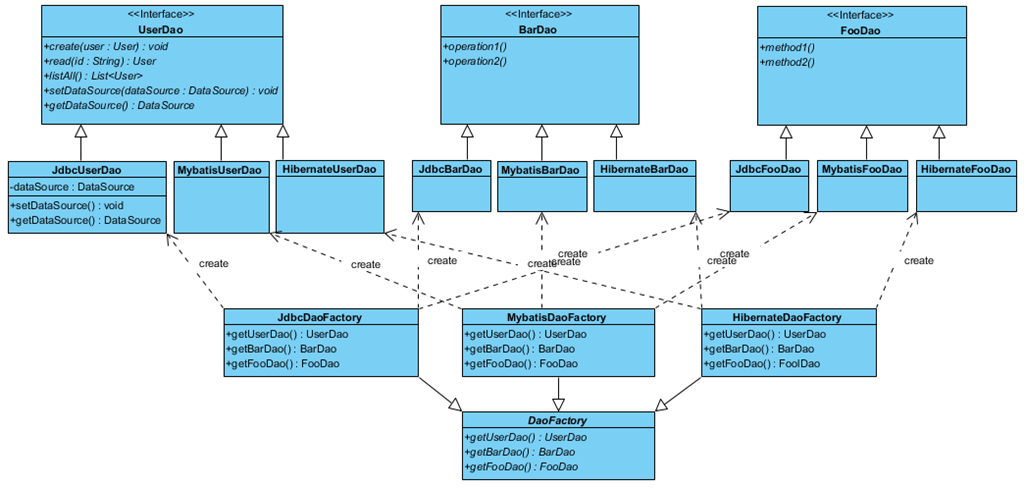 <<Interface>>
UserDao
+create(user : User) : void
+read(id : String) : User
+listAll() : List<User>
+setDataSource(dataSource : DataSource) : void
+getDataSource() : DataSource
<<Interface>>
BarDao
+operation1()
+operation2()
<<Interface>>
FooDao
+method1()
+method2()
JdbcUserDao
-dataSource : DataSource
+setDataSource() : void
+getDataSource() : DataSource
MybatisUserDao
HibernateUserDao
JdbcBarDao
MybatisBarDao
HibernateBarDao
JdbcFooDao
MybatisFooDao
HibernateFooDao
create
create
create
create
create
create
create
create
create
JdbcDaoFactory
+getUserDao() : UserDao
+getBarDao() : BarDao
+getFooDao() : FooDao
MybatisDaoFactory
+getUserDao() : UserDao
+getBarDao() : BarDao
+getFooDao() : FooDao
HibernateDaoFactory
+getUserDao() : UserDao
+getBarDao() : BarDao
+getFooDao() : FoolDao
DaoFactory
+getUserDao() : UserDao
+getBarDao() : BarDao
+getFooDao() : FooDao